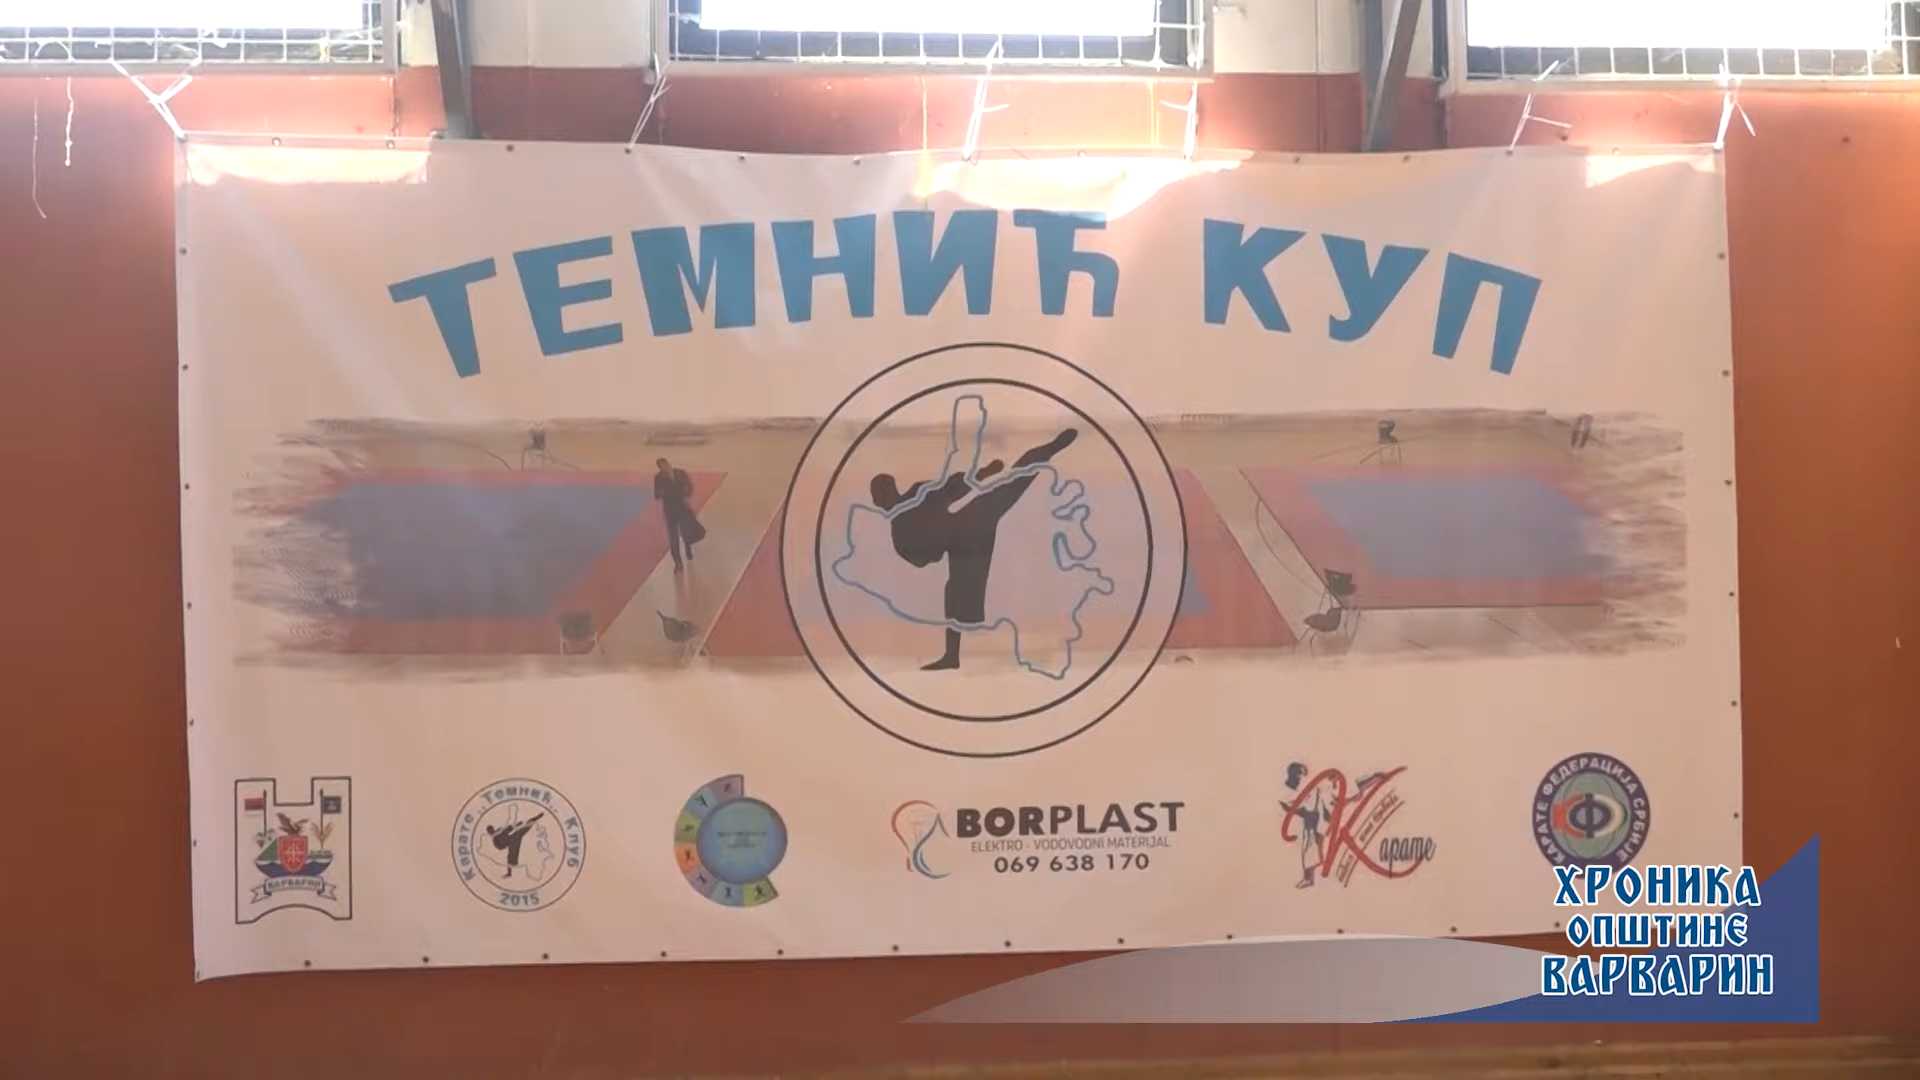 ТЕМНИЋ КУП
ВАРВАРИН
Карате „Темнић" Клуб
2015
BORPLAST
ELEKTRO - VODOVODNI MATERIJAL
069 638 170
Карате
КАРАТЕ ФЕДЕРАЦИЈА СРБИЈЕ
ХРОНИКА
ОПШТИНЕ
ВАРВАРИН